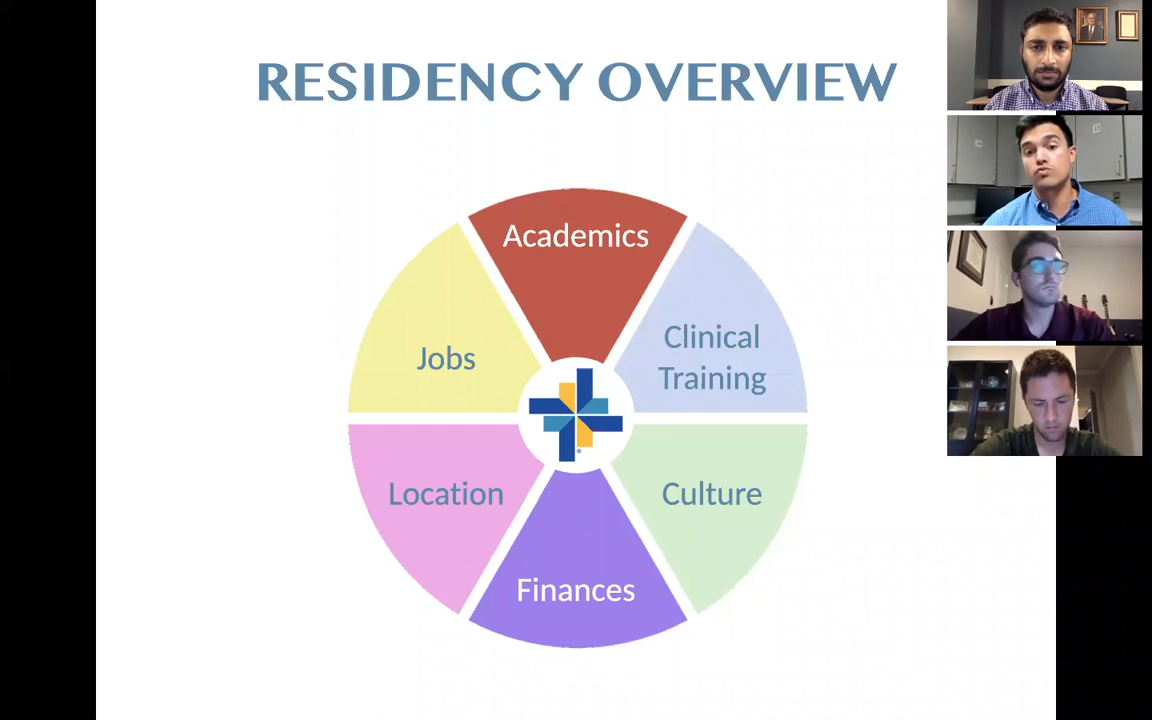 RESIDENCY OVERVIEW
Academics
Clinical
Training
Jobs
Location
Culture
Finances